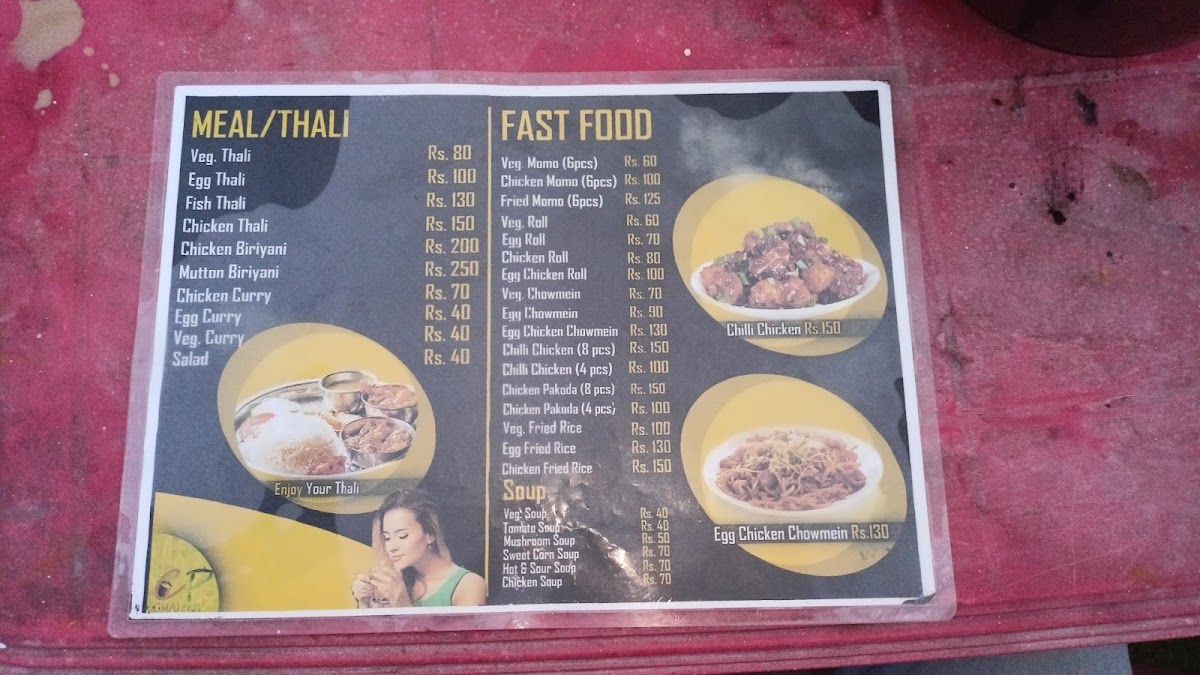 MEAL/THALI
Veg. Thali Rs. 80
Egg Thali Rs. 100
Fish Thali Rs. 130
Chicken Thali Rs. 150
Chicken Biriyani Rs. 200
Mutton Biriyani Rs. 250
Chicken Curry Rs. 70
Egg Curry Rs. 40
Veg. Curry Rs. 40
Salad Rs. 40
Enjoy Your Thali
FAST FOOD
Veg. Momo (6pcs) Rs. 60
Chicken Momo (6pcs) Rs. 100
Fried Momo (6pcs) Rs. 125
Veg. Roll Rs. 60
Egg Roll Rs. 70
Chicken Roll Rs. 80
Egg Chicken Roll Rs. 100
Veg. Chowmein Rs. 70
Egg Chowmein Rs. 90
Egg Chicken Chowmein Rs. 130
Chilli Chicken (8 pcs) Rs. 150
Chilli Chicken (4 pcs) Rs. 100
Chicken Pakoda (8 pcs) Rs. 150
Chicken Pakoda (4 pcs) Rs. 100
Veg. Fried Rice Rs. 100
Egg Fried Rice Rs. 130
Chicken Fried Rice Rs. 150
Soup
Veg. Soup Rs. 40
Tomato Soup Rs. 40
Mushroom Soup Rs. 50
Sweet Corn Soup Rs. 70
Hot & Sour Soup Rs. 70
Chicken Soup Rs. 70
Chilli Chicken Rs.150
Egg Chicken Chowmein Rs.130